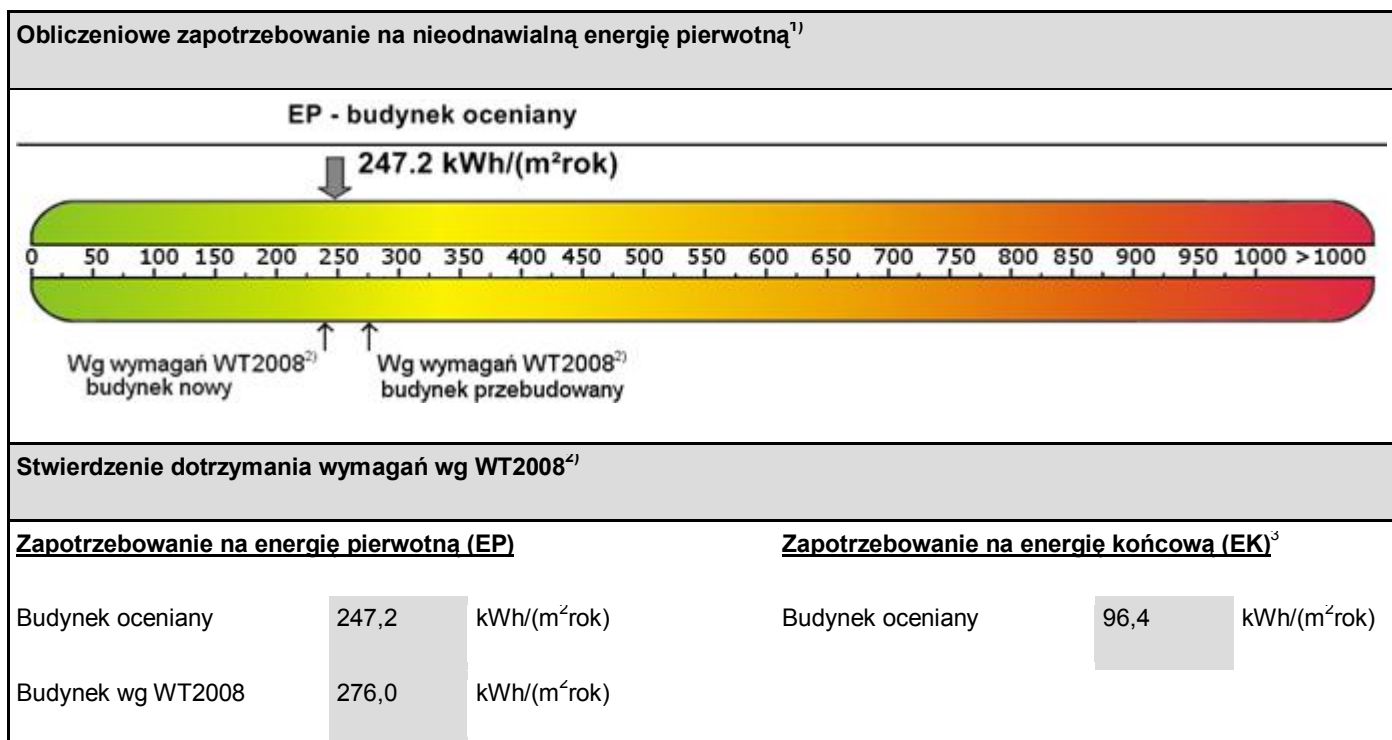 Obliczeniowe zapotrzebowanie na nieodnawialną energię pierwotną¹⁾
EP - budynek oceniany
247.2 kWh/(m²rok)
0 50 100 150 200 250 300 350 400 450 500 550 600 650 700 750 800 850 900 950 1000 >1000
Wg wymagań WT2008²⁾
budynek nowy
Wg wymagań WT2008²⁾
budynek przebudowany
Stwierdzenie dotrzymania wymagań wg WT2008²⁾
Zapotrzebowanie na energię pierwotną (EP) Zapotrzebowanie na energię końcową (EK)³
Budynek oceniany 247,2 kWh/(m²rok) Budynek oceniany 96,4 kWh/(m²rok)
Budynek wg WT2008 276,0 kWh/(m²rok)